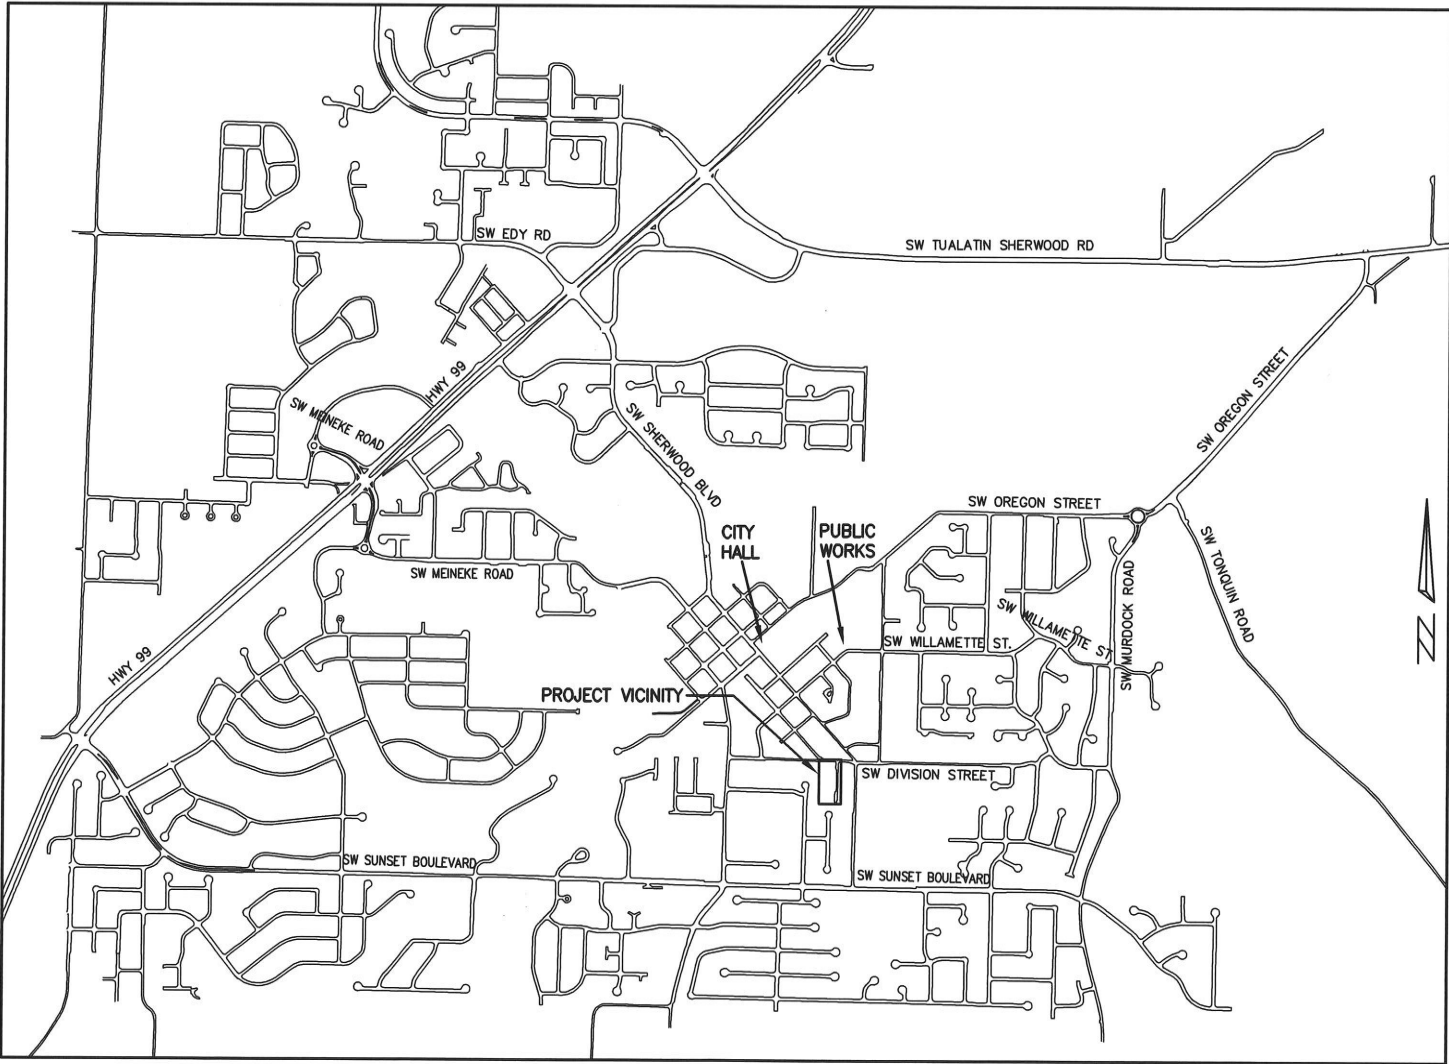 SW EDY RD
SW TUALATIN SHERWOOD RD
HWY 99
SW MEINEKE ROAD
SW SHERWOOD BLVD
SW OREGON STREET
SW OREGON STREET
CITY
HALL
PUBLIC
WORKS
SW MEINEKE ROAD
SW TONQUIN ROAD
SW MURDOCK ROAD
SW WILLAMETTE ST
SW WILLAMETTE ST.
HWY 99
PROJECT VICINITY
SW DIVISION STREET
SW SUNSET BOULEVARD
SW SUNSET BOULEVARD
N